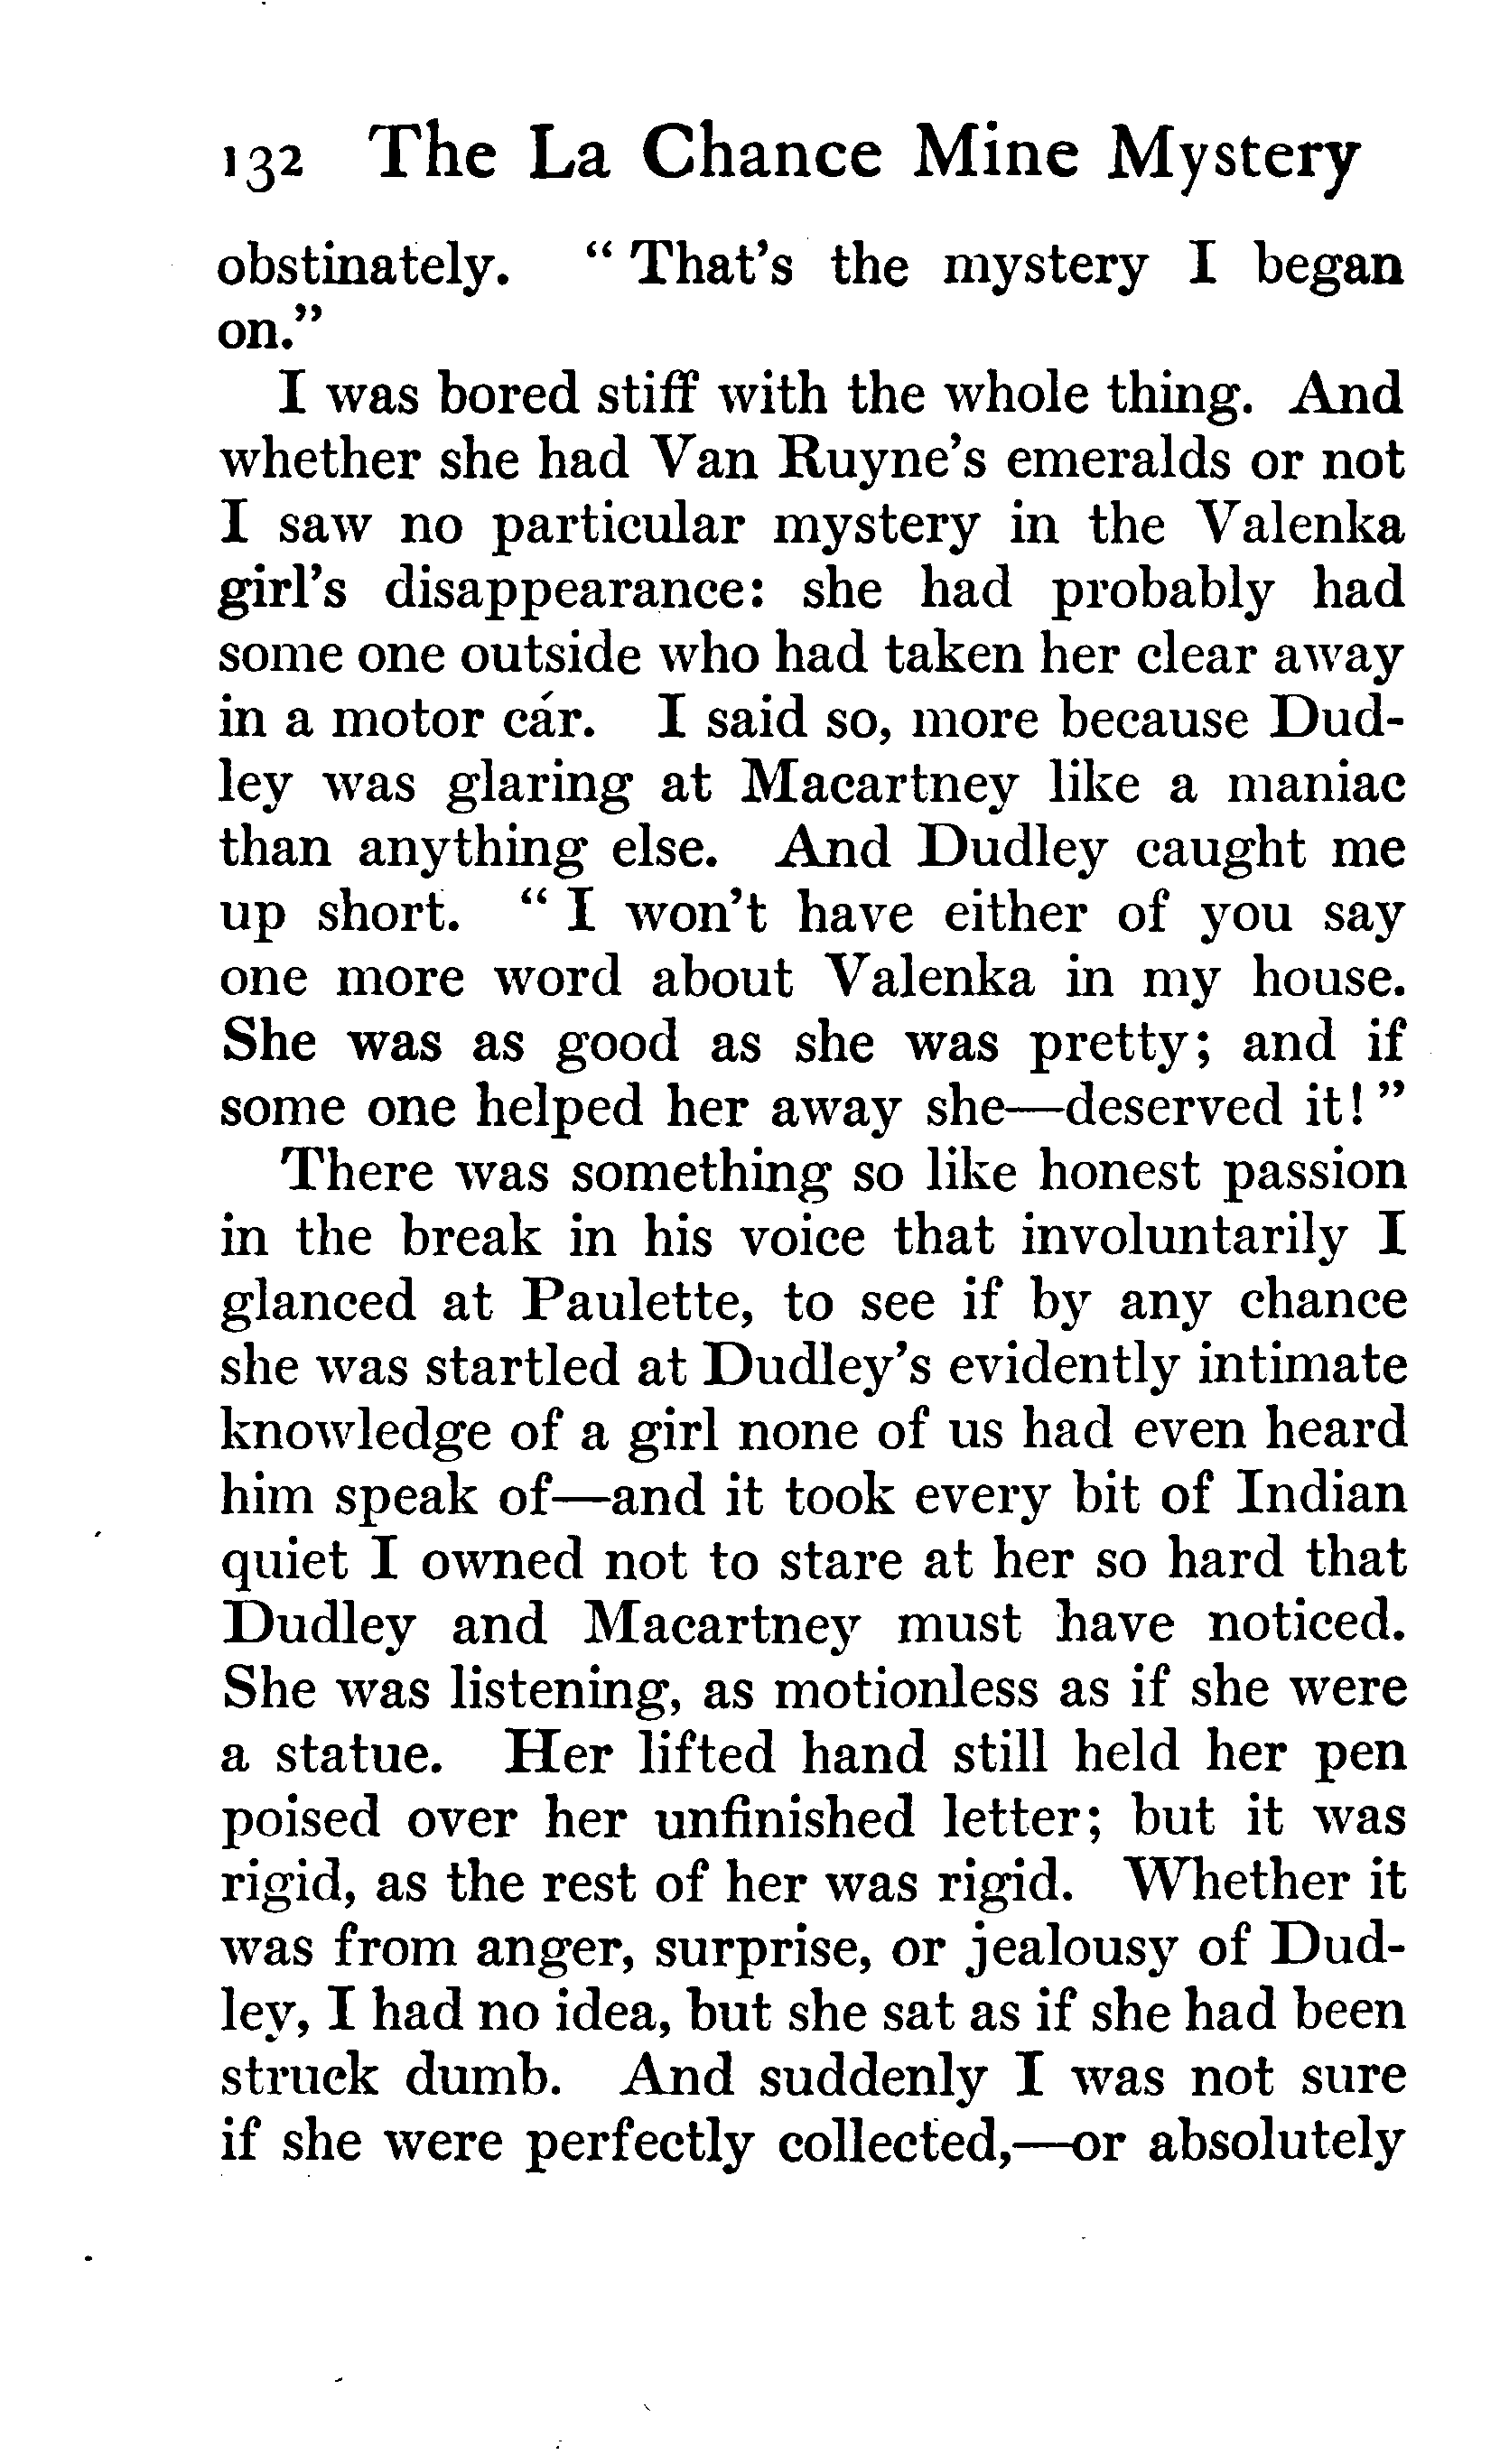 132 The La Chance Mine Mystery
obstinately. " That's the mystery I began
on."
I was bored stiff with the whole thing. And
whether she had Van Ruyne's emeralds or not
I saw no particular mystery in the Valenka
girl's disappearance: she had probably had
some one outside who had taken her clear away
in a motor car. I said so, more because Dud-
ley was glaring at Macartney like a maniac
than anything else. And Dudley caught me
up short. " I won't have either of you say
one more word about Valenka in my house.
She was as good as she was pretty; and if
some one helped her away she—deserved it! "
There was something so like honest passion
in the break in his voice that involuntarily I
glanced at Paulette, to see if by any chance
she was startled at Dudley's evidently intimate
knowledge of a girl none of us had even heard
him speak of—and it took every bit of Indian
quiet I owned not to stare at her so hard that
Dudley and Macartney must have noticed.
She was listening, as motionless as if she were
a statue. Her lifted hand still held her pen
poised over her unfinished letter; but it was
rigid, as the rest of her was rigid. Whether it
was from anger, surprise, or jealousy of Dud-
ley, I had no idea, but she sat as if she had been
struck dumb. And suddenly I was not sure
if she were perfectly collected,—or absolutely